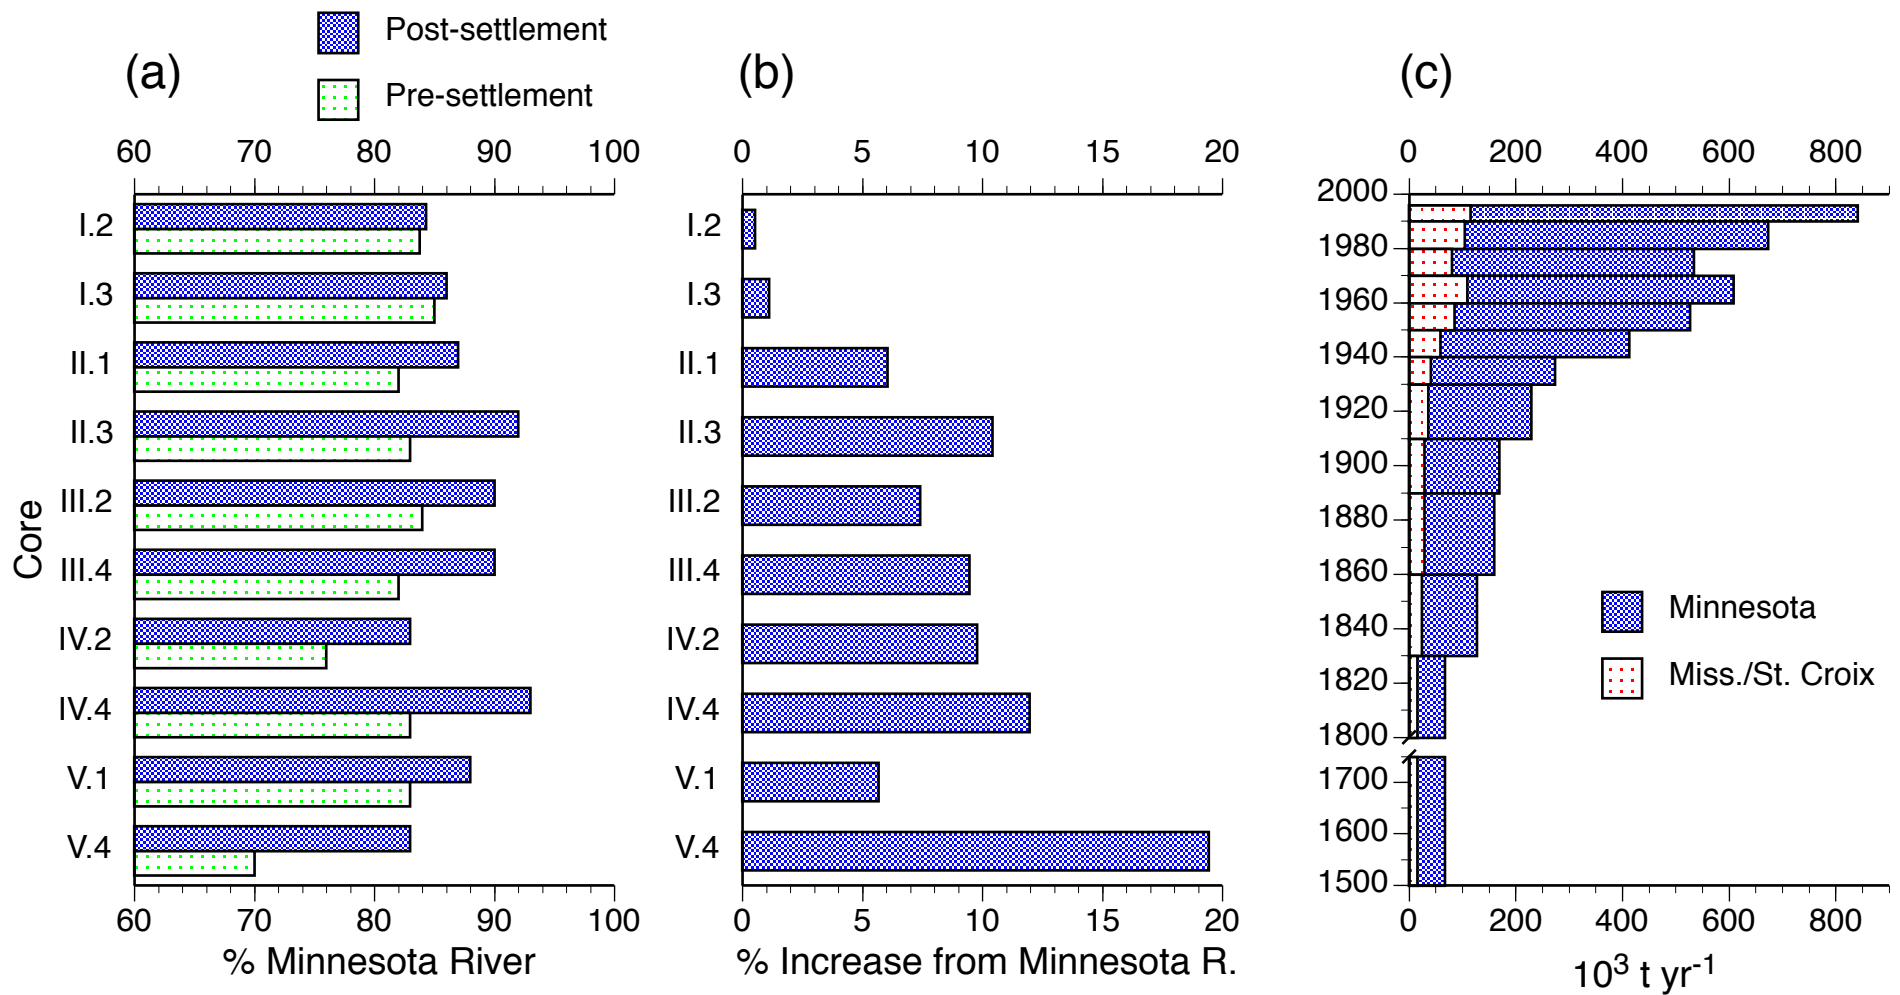 Post-settlement
Pre-settlement
(a)
60 70 80 90 100
Core
I.2
I.3
II.1
II.3
III.2
III.4
IV.2
IV.4
V.1
V.4
60 70 80 90 100
% Minnesota River
(b)
0 5 10 15 20
I.2
I.3
II.1
II.3
III.2
III.4
IV.2
IV.4
V.1
V.4
0 5 10 15 20
% Increase from Minnesota R.
(c)
0 200 400 600 800
2000
1980
1960
1940
1920
1900
1880
1860
1840
1820
1800
1700
1600
1500
Minnesota
Miss./St. Croix
0 200 400 600 800
10³ t yr⁻¹